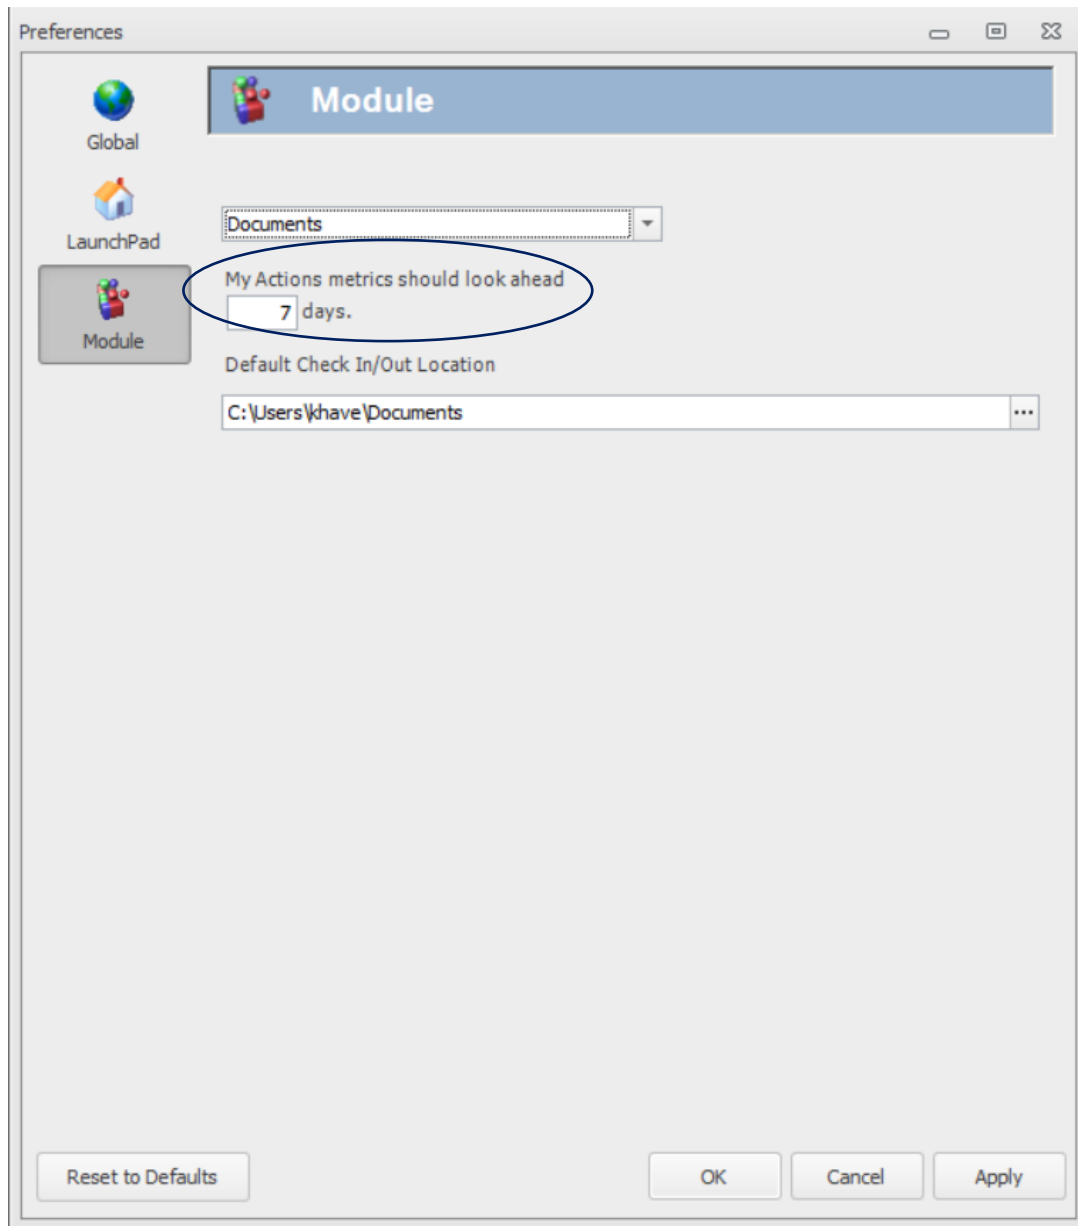 Preferences
Global
Module
LaunchPad
Documents
My Actions metrics should look ahead
7 days.
Module
Default Check In/Out Location
C:\Users\khave\Documents
...
Reset to Defaults
OK
Cancel
Apply